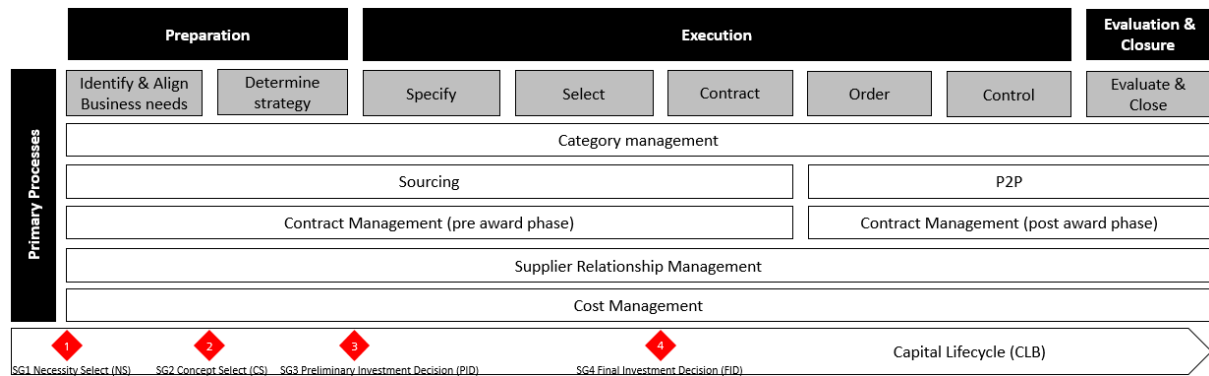 Preparation
Execution
Evaluation &
Closure
Primary Processes
Identify & Align
Business needs
Determine
strategy
Specify
Select
Contract
Order
Control
Evaluate &
Close
Category management
Sourcing
P2P
Contract Management (pre award phase)
Contract Management (post award phase)
Supplier Relationship Management
Cost Management
1
2
3
4
Capital Lifecycle (CLB)
SG1 Necessity Select (NS)
SG2 Concept Select (CS)
SG3 Preliminary Investment Decision (PID)
SG4 Final Investment Decision (FID)